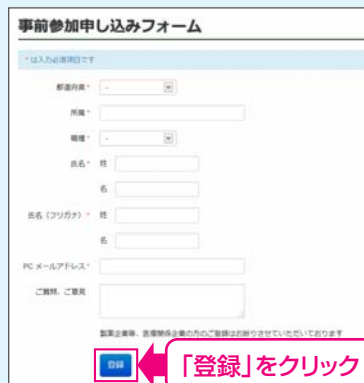 事前参加申し込みフォーム
* は入力必須項目です
都道府県 * -
所属 *
職種 * -
氏名 * 姓
名
氏名（フリガナ） * 姓
名
PC メールアドレス *
ご質問、ご意見
製薬企業等、医療関係企業の方のご登録はお断りさせていただいております
登録
「登録」をクリック